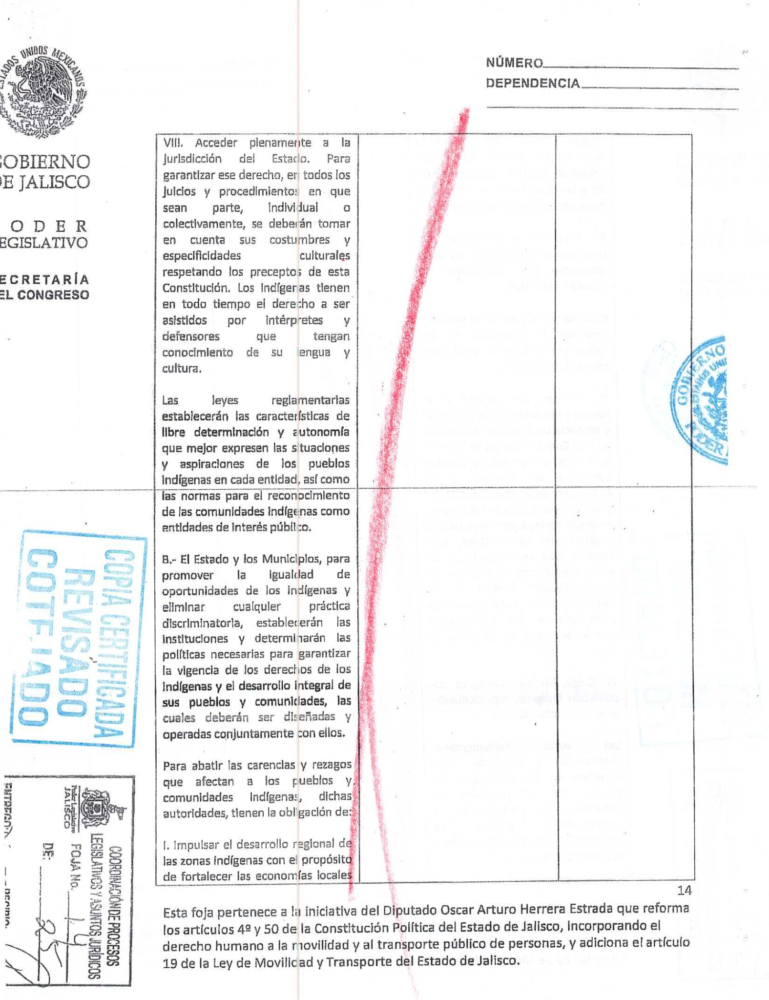 ESTADOS UNIDOS MEXICANOS
GOBIERNO
DE JALISCO
PODER
LEGISLATIVO
SECRETARÍA
DEL CONGRESO
NÚMERO
DEPENDENCIA
VIII. Acceder plenamente a la
Jurisdicción del Estado. Para
garantizar ese derecho, en todos los
juicios y procedimientos en que
sean parte, individual o
colectivamente, se deberán tomar
en cuenta sus costumbres y
especificidades culturales
respetando los preceptos de esta
Constitución. Los indígenas tienen
en todo tiempo el derecho a ser
asistidos por intérpretes y
defensores que tengan
conocimiento de su lengua y
cultura.
Las leyes reglamentarias
establecerán las características de
libre determinación y autonomía
que mejor expresen las situaciones
y aspiraciones de los pueblos
indígenas en cada entidad, así como
las normas para el reconocimiento
de las comunidades indígenas como
entidades de interés público.
B.- El Estado y los Municipios, para
promover la igualdad de
oportunidades de los indígenas y
eliminar cualquier práctica
discriminatoria, establecerán las
instituciones y determinarán las
políticas necesarias para garantizar
la vigencia de los derechos de los
indígenas y el desarrollo integral de
sus pueblos y comunidades, las
cuales deberán ser diseñadas y
operadas conjuntamente con ellos.
Para abatir las carencias y rezagos
que afectan a los pueblos y
comunidades indígenas, dichas
autoridades, tienen la obligación de:
I. Impulsar el desarrollo regional de
las zonas indígenas con el propósito
de fortalecer las economías locales
14
Esta foja pertenece a la iniciativa del Diputado Oscar Arturo Herrera Estrada que reforma
los artículos 4º y 50 de la Constitución Política del Estado de Jalisco, incorporando el
derecho humano a la movilidad y al transporte público de personas, y adiciona el artículo
19 de la Ley de Movilidad y Transporte del Estado de Jalisco.
GOBIERNO
ESTADOS UNI
PODER
COPIA CERTIFICADA
REVISADO
COTEJADO
Poder Legislativo
JALISCO
COORDINACIÓN DE PROCESOS
LEGISLATIVOS Y ASUNTOS JURÍDICOS
FOJA No. 14
DE: 25